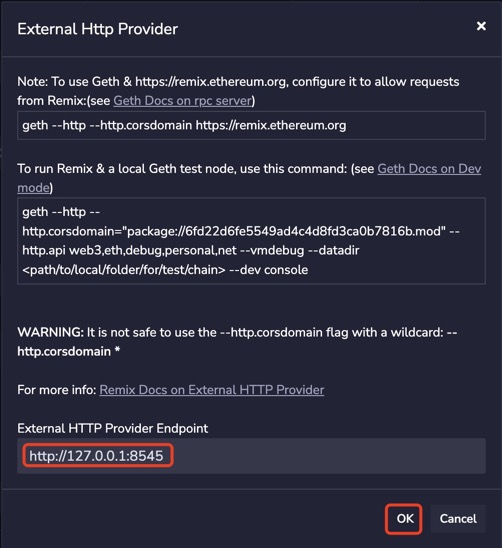 External Http Provider
×
Note: To use Geth & https://remix.ethereum.org, configure it to allow requests
from Remix:(see Geth Docs on rpc server)
geth --http --http.corsdomain https://remix.ethereum.org
To run Remix & a local Geth test node, use this command: (see Geth Docs on Dev
mode)
geth --http --
http.corsdomain="package://6fd22d6fe5549ad4c4d8fd3ca0b7816b.mod" --
http.api web3,eth,debug,personal,net --vmdebug --datadir
<path/to/local/folder/for/test/chain> --dev console
WARNING: It is not safe to use the --http.corsdomain flag with a wildcard: --
http.corsdomain *
For more info: Remix Docs on External HTTP Provider
External HTTP Provider Endpoint
http://127.0.0.1:8545
OK Cancel